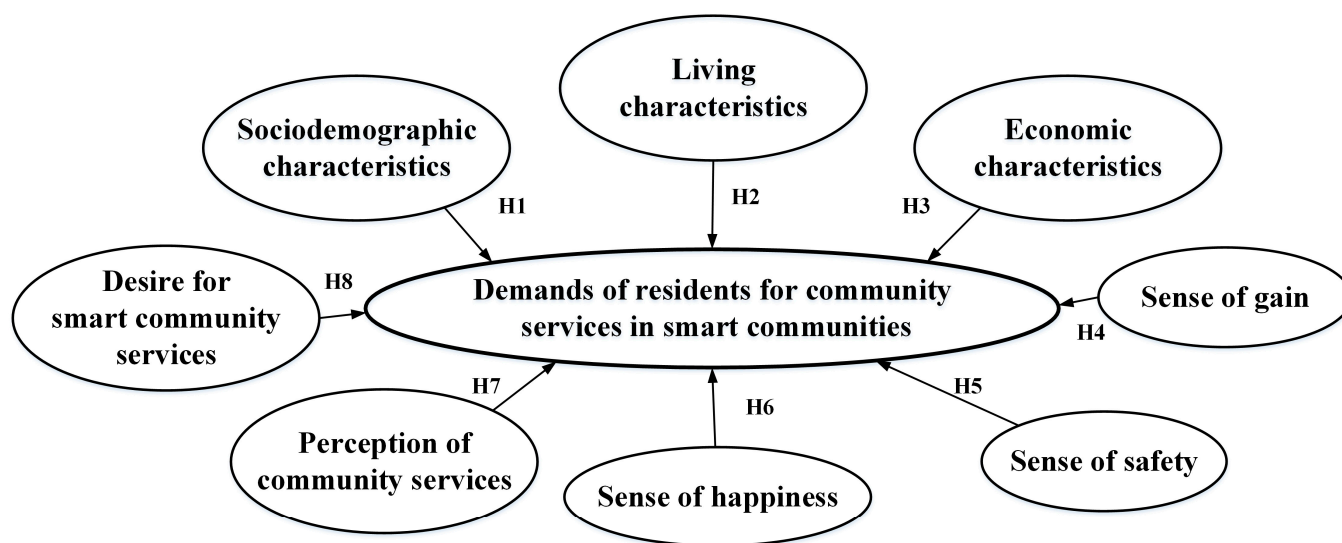 Living
characteristics
Sociodemographic
characteristics
Economic
characteristics
H1
H2
H3
Desire for
smart community
services
H8
Demands of residents for community
services in smart communities
Sense of gain
H4
H7
H6
H5
Perception of
community services
Sense of happiness
Sense of safety